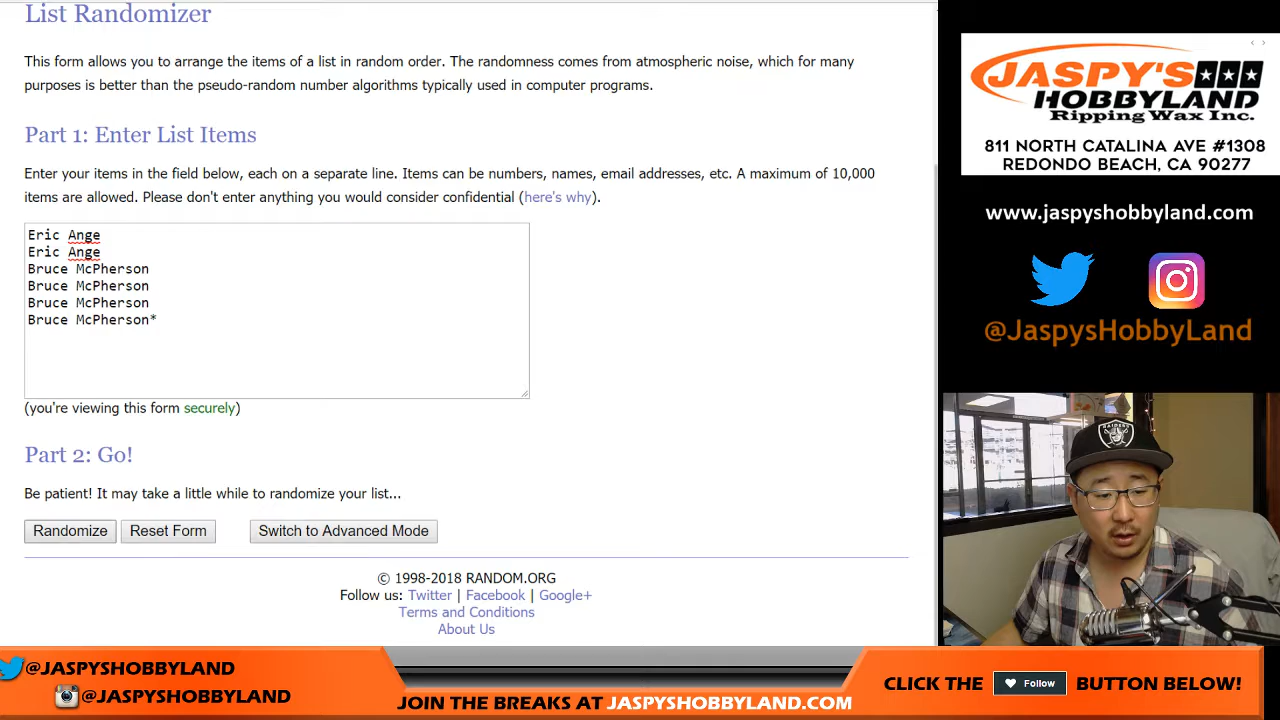 List Randomizer
This form allows you to arrange the items of a list in random order. The randomness comes from atmospheric noise, which for many
purposes is better than the pseudo-random number algorithms typically used in computer programs.
Part 1: Enter List Items
Enter your items in the field below, each on a separate line. Items can be numbers, names, email addresses, etc. A maximum of 10,000
items are allowed. Please don't enter anything you would consider confidential (here's why).
Eric Ange
Eric Ange
Bruce McPherson
Bruce McPherson
Bruce McPherson
Bruce McPherson*
(you're viewing this form securely)
Part 2: Go!
Be patient! It may take a little while to randomize your list...
Randomize Reset Form Switch to Advanced Mode
© 1998-2018 RANDOM.ORG
Follow us: Twitter | Facebook | Google+
Terms and Conditions
About Us
JASPY'S
HOBBYLAND
Ripping Wax Inc.
811 NORTH CATALINA AVE #1308
REDONDO BEACH, CA 90277
www.jaspyshobbyland.com
@JaspysHobbyLand
RAIDERS
@JASPYSHOBBYLAND
@JASPYSHOBBYLAND
JOIN THE BREAKS AT JASPYSHOBBYLAND.COM
CLICK THE Follow BUTTON BELOW!